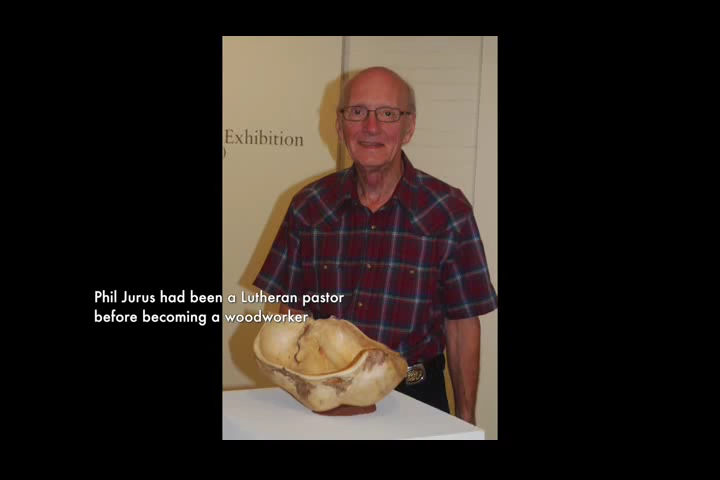 Exhibition
)
Phil Jurus had been a Lutheran pastor
before becoming a woodworker